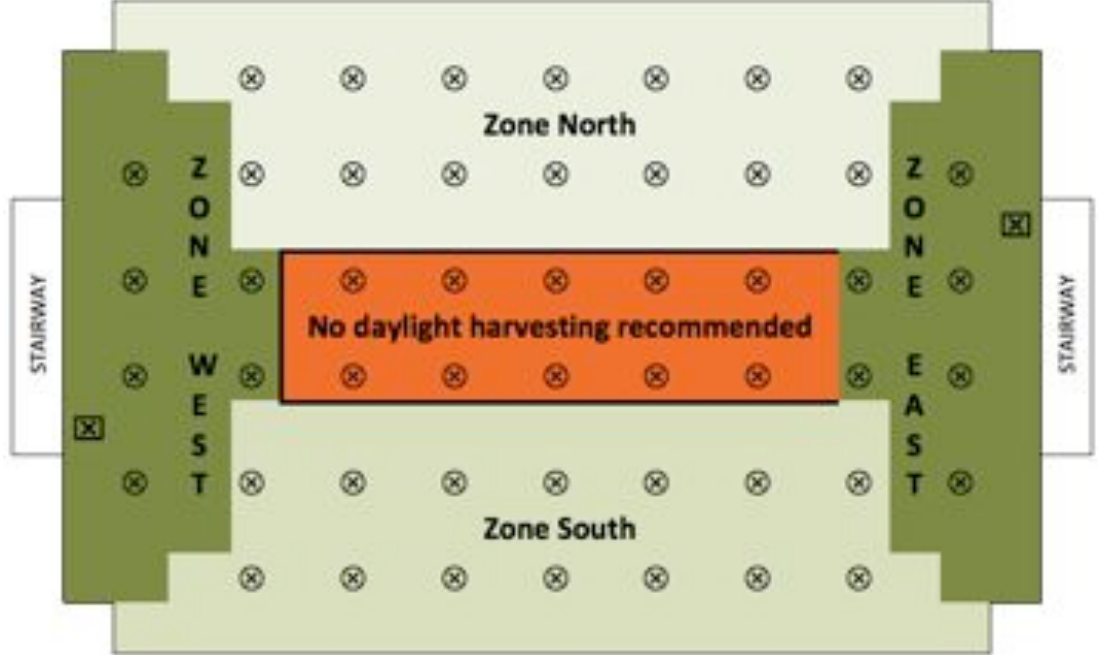 Zone North
ZONE WEST
ZONE EAST
STAIRWAY
No daylight harvesting recommended
STAIRWAY
Zone South